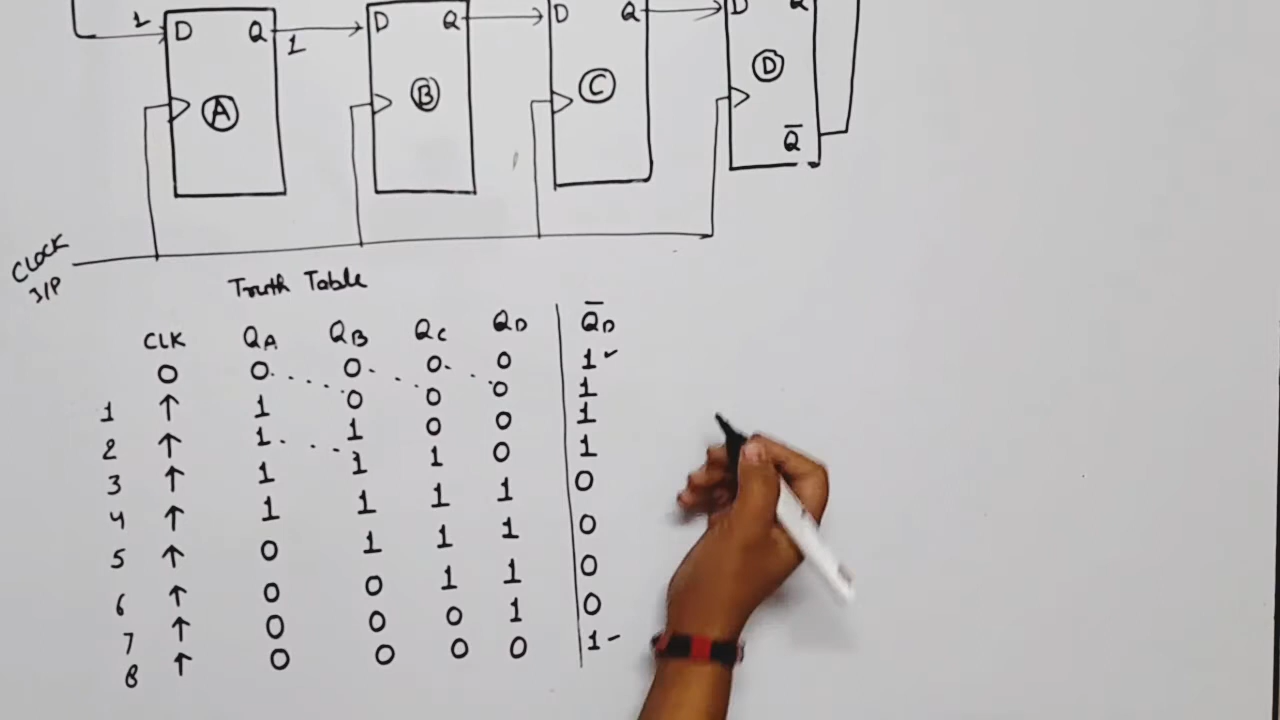 1 D Q 1 D Q D Q D Q
A B C D
Q̅
CLOCK
I/P
Truth Table
CLK QA QB QC QD Q̅D
0 0 0 0 0 1
1 ↑ 1 0 0 0 1
2 ↑ 1 1 0 0 1
3 ↑ 1 1 1 0 1
4 ↑ 1 1 1 1 0
5 ↑ 0 1 1 1 0
6 ↑ 0 0 1 1 0
7 ↑ 0 0 0 1 0
8 ↑ 0 0 0 0 1